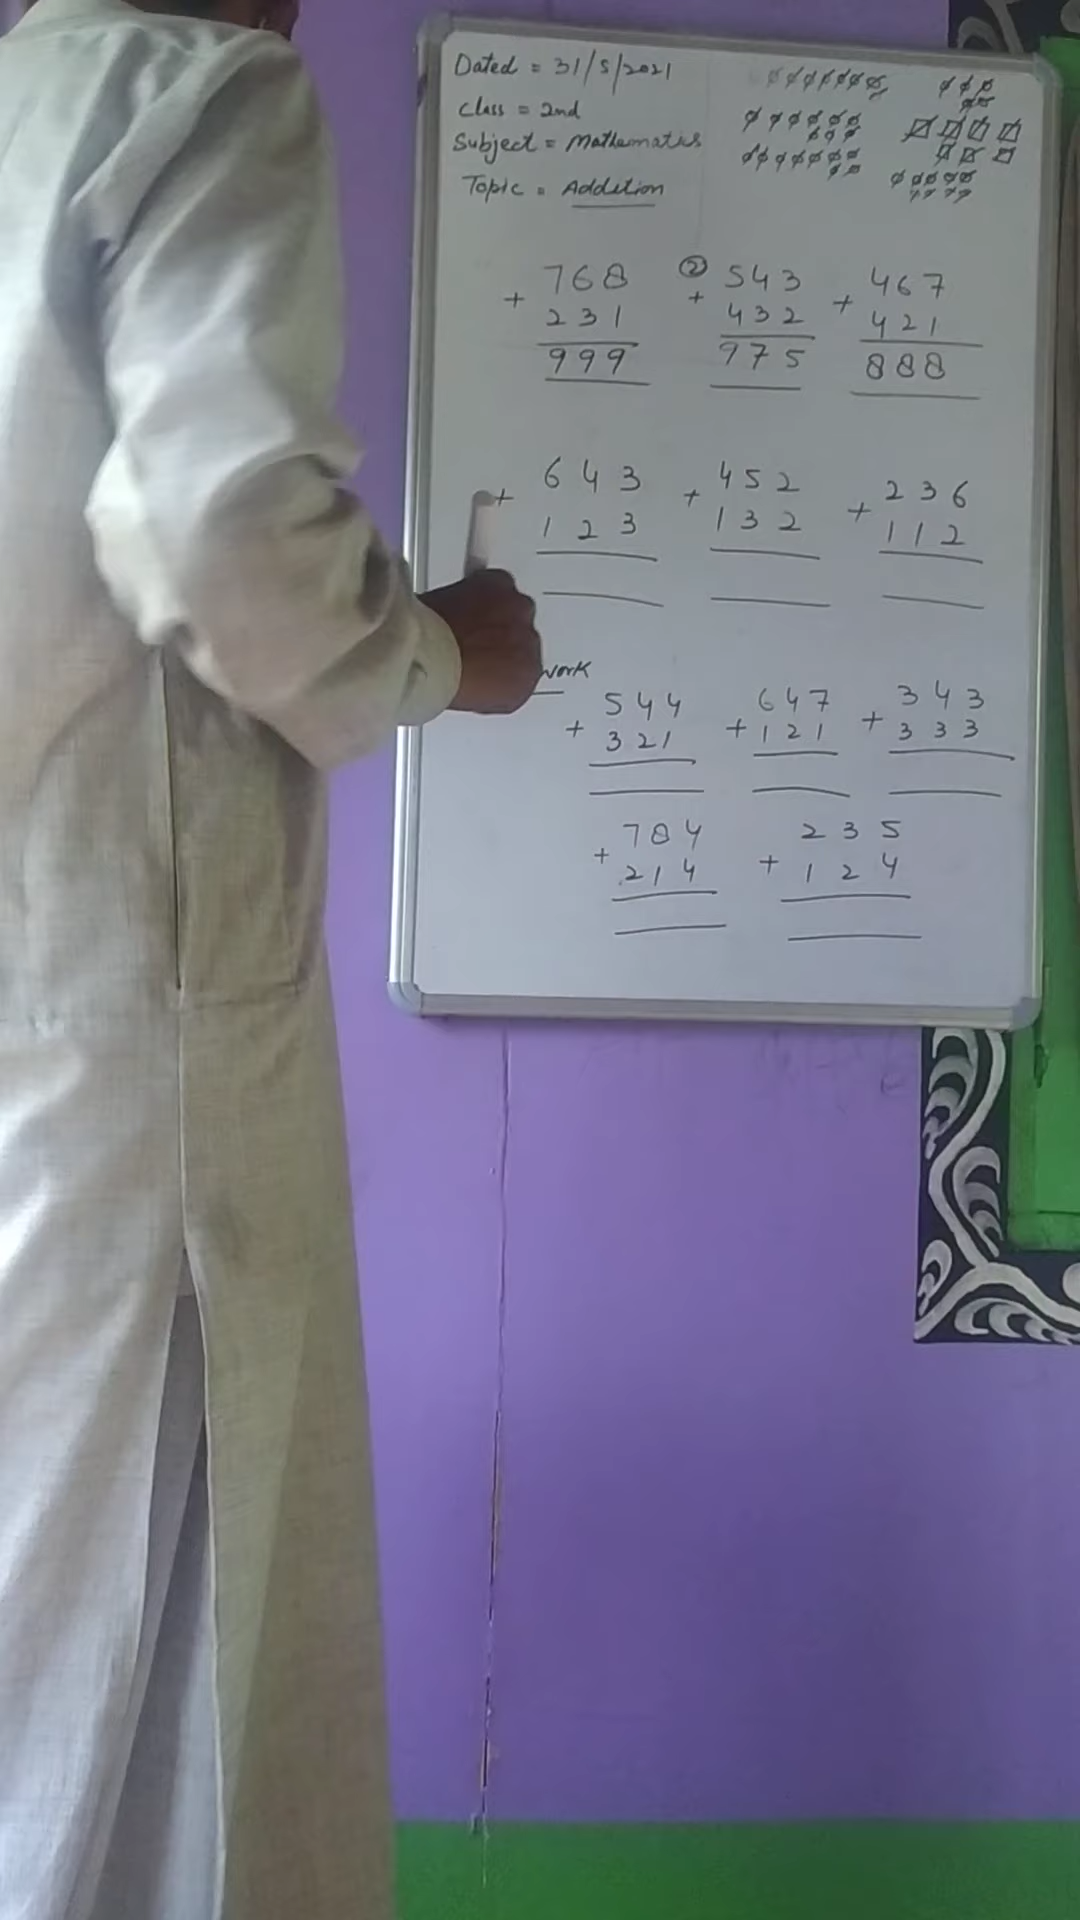 Dated = 31/5/2021
Class = 2nd
Subject = Mathematics
Topic = Addition
768 ② 543 467
+ 231 + 432 + 421
999 975 888
643 452 236
+ 123 + 132 + 112
work
544 647 343
+ 321 + 121 + 333
784 235
+ 214 + 124